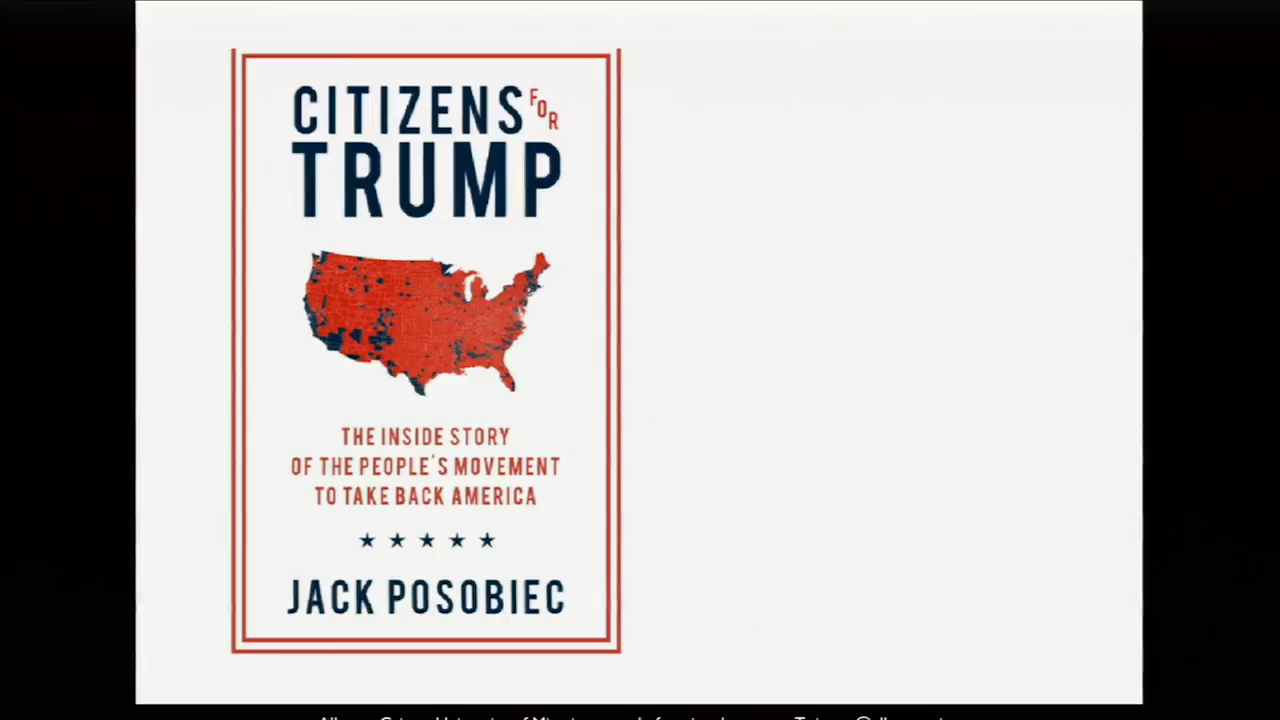 CITIZENS FOR
TRUMP
THE INSIDE STORY
OF THE PEOPLE'S MOVEMENT
TO TAKE BACK AMERICA
JACK POSOBIEC